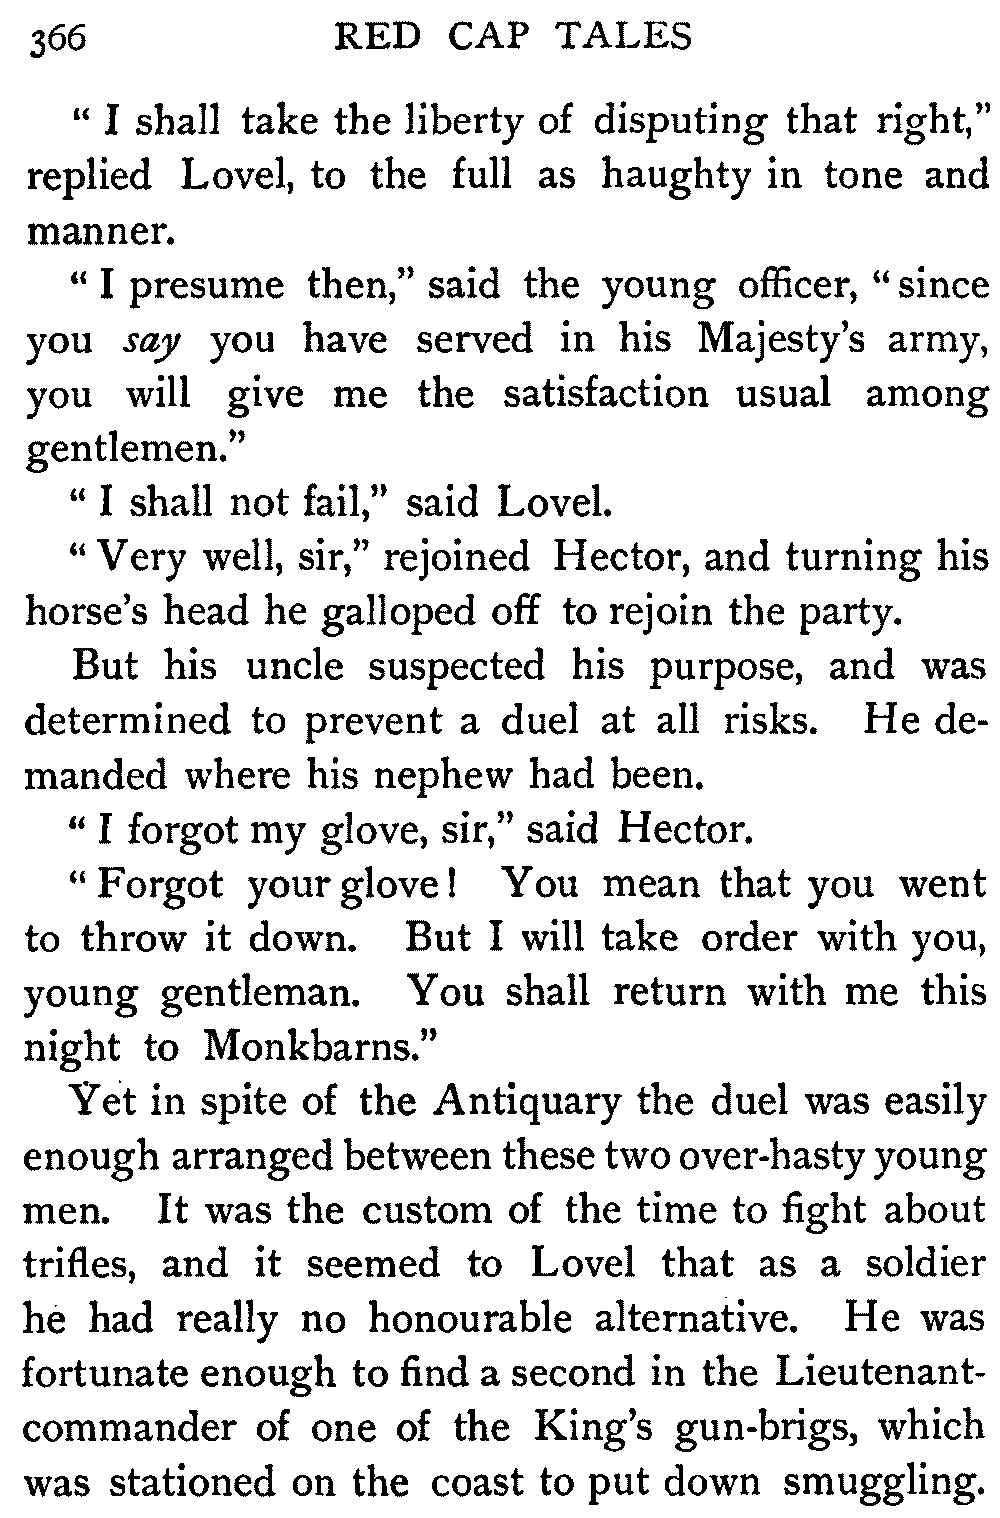 366 RED CAP TALES
“ I shall take the liberty of disputing that right,”
replied Lovel, to the full as haughty in tone and
manner.
“ I presume then,” said the young officer, “ since
you say you have served in his Majesty’s army,
you will give me the satisfaction usual among
gentlemen.”
“ I shall not fail,” said Lovel.
“ Very well, sir,” rejoined Hector, and turning his
horse’s head he galloped off to rejoin the party.
But his uncle suspected his purpose, and was
determined to prevent a duel at all risks. He de-
manded where his nephew had been.
“ I forgot my glove, sir,” said Hector.
“ Forgot your glove! You mean that you went
to throw it down. But I will take order with you,
young gentleman. You shall return with me this
night to Monkbarns.”
Yet in spite of the Antiquary the duel was easily
enough arranged between these two over-hasty young
men. It was the custom of the time to fight about
trifles, and it seemed to Lovel that as a soldier
he had really no honourable alternative. He was
fortunate enough to find a second in the Lieutenant-
commander of one of the King’s gun-brigs, which
was stationed on the coast to put down smuggling.